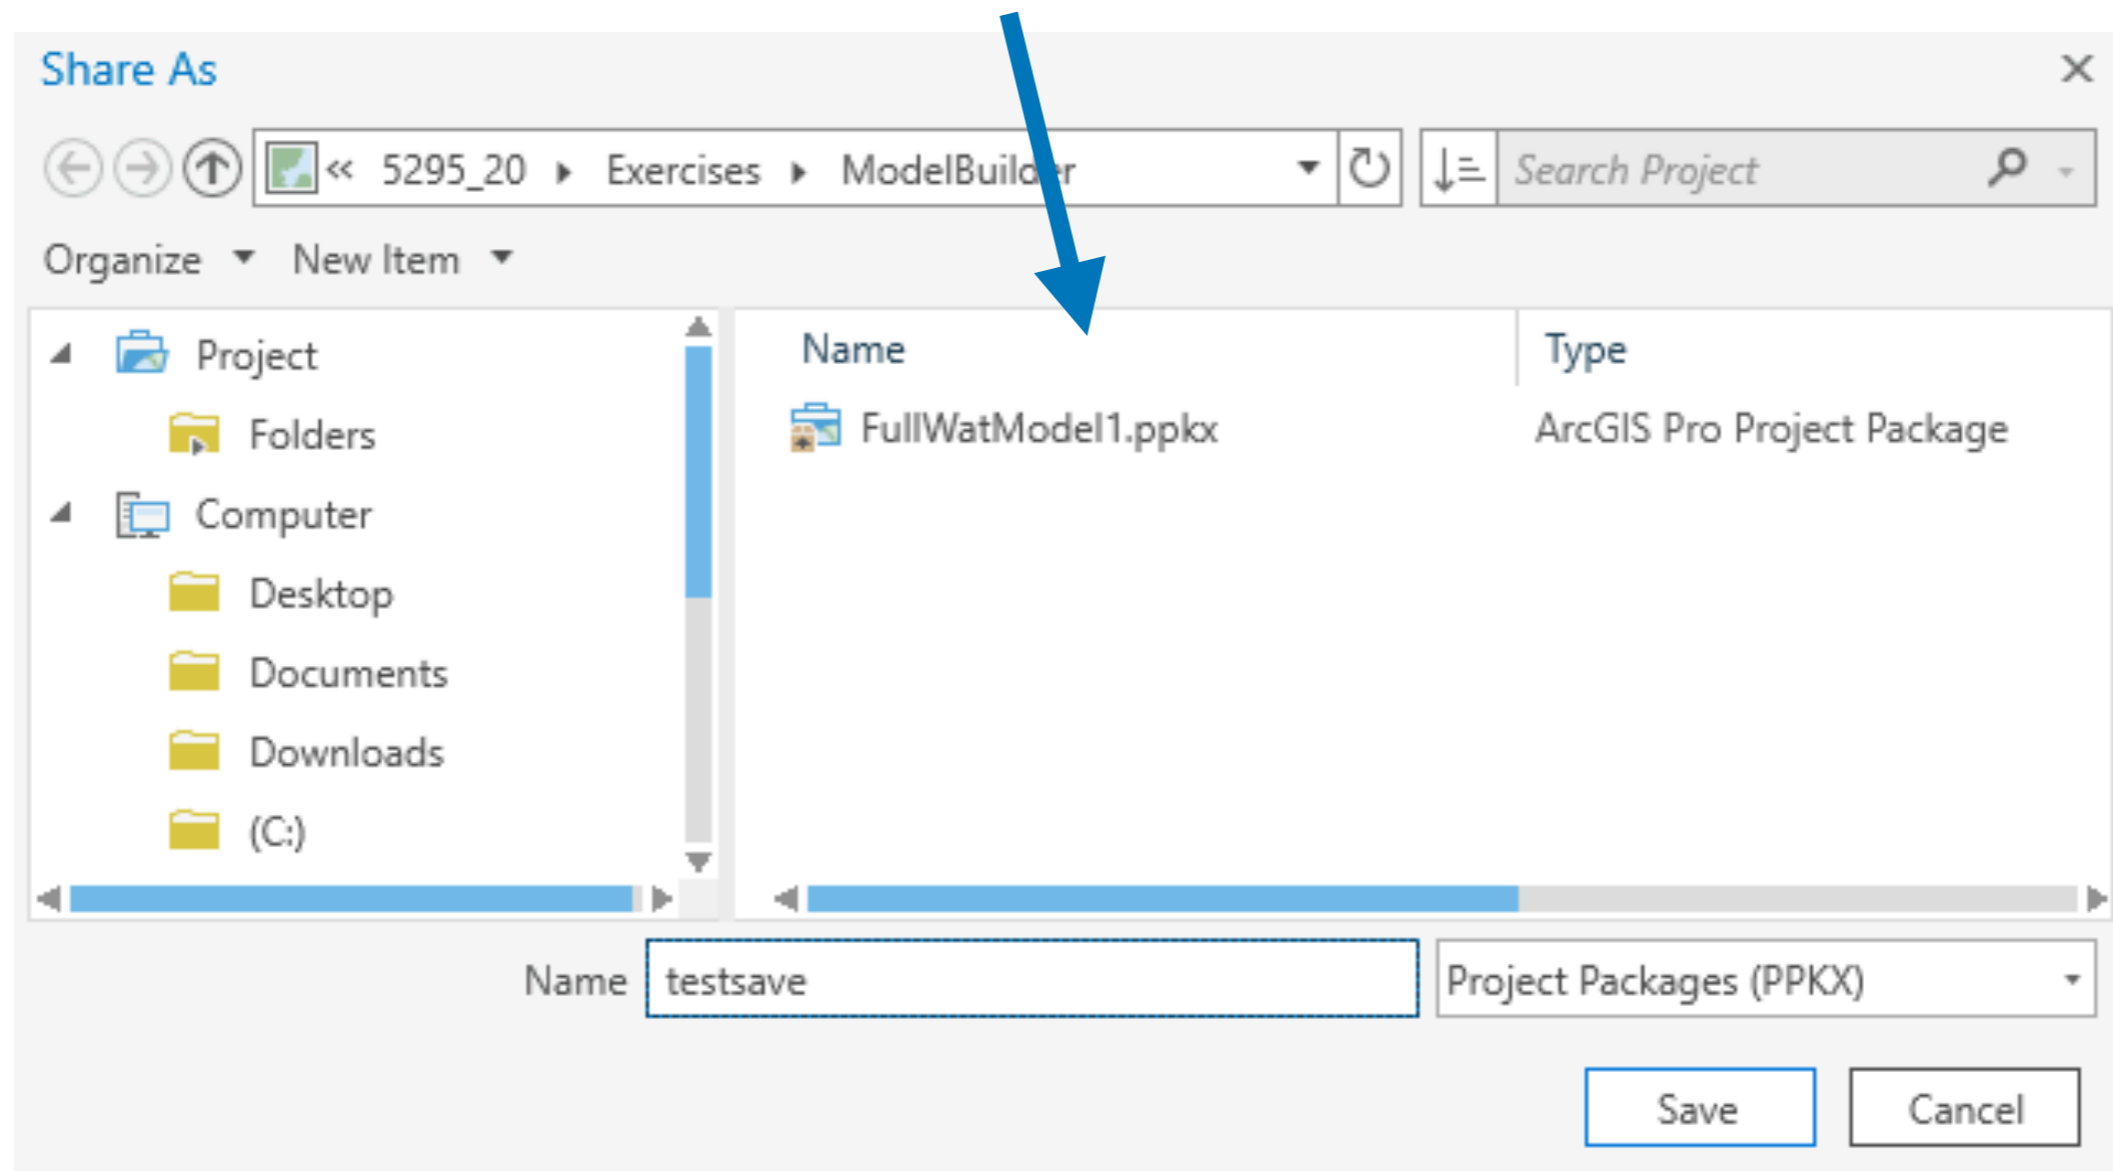 Share As
« 5295_20 Exercises ModelBuilder Search Project
Organize New Item
Project
Folders
Computer
Desktop
Documents
Downloads
(C:)
Name Type
FullWatModel1.ppkx ArcGIS Pro Project Package
Name testsave Project Packages (PPKX)
Save Cancel